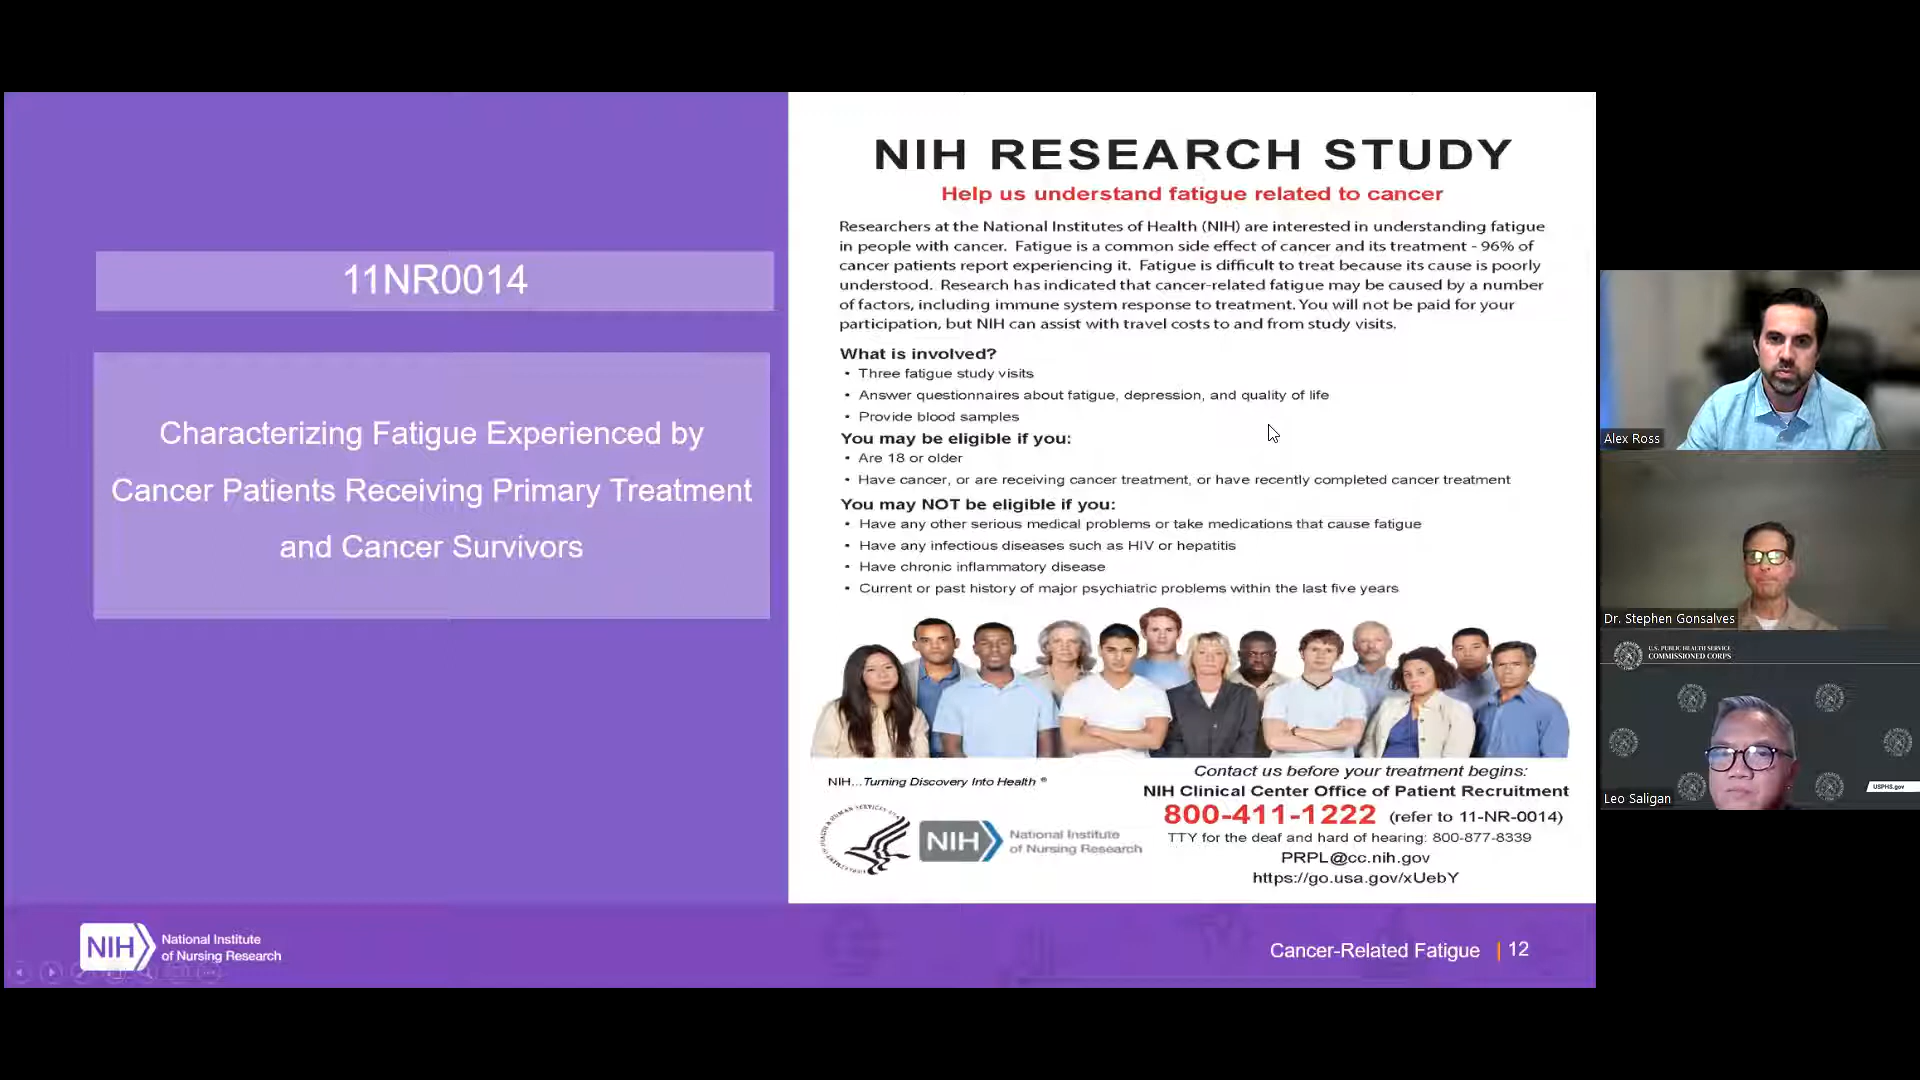 11NR0014
Characterizing Fatigue Experienced by
Cancer Patients Receiving Primary Treatment
and Cancer Survivors
NIH RESEARCH STUDY
Help us understand fatigue related to cancer
Researchers at the National Institutes of Health (NIH) are interested in understanding fatigue
in people with cancer. Fatigue is a common side effect of cancer and its treatment - 96% of
cancer patients report experiencing it. Fatigue is difficult to treat because its cause is poorly
understood. Research has indicated that cancer-related fatigue may be caused by a number
of factors, including immune system response to treatment. You will not be paid for your
participation, but NIH can assist with travel costs to and from study visits.
What is involved?
• Three fatigue study visits
• Answer questionnaires about fatigue, depression, and quality of life
• Provide blood samples
You may be eligible if you:
• Are 18 or older
• Have cancer, or are receiving cancer treatment, or have recently completed cancer treatment
You may NOT be eligible if you:
• Have any other serious medical problems or take medications that cause fatigue
• Have any infectious diseases such as HIV or hepatitis
• Have chronic inflammatory disease
• Current or past history of major psychiatric problems within the last five years
NIH...Turning Discovery Into Health ®
NIH
National Institute
of Nursing Research
Contact us before your treatment begins:
NIH Clinical Center Office of Patient Recruitment
800-411-1222 (refer to 11-NR-0014)
TTY for the deaf and hard of hearing: 800-877-8339
PRPL@cc.nih.gov
https://go.usa.gov/xUebY
NIH
National Institute
of Nursing Research
Cancer-Related Fatigue | 12
Alex Ross
Dr. Stephen Gonsalves
U.S. PUBLIC HEALTH SERVICE
COMMISSIONED CORPS
USPHS.gov
Leo Saligan